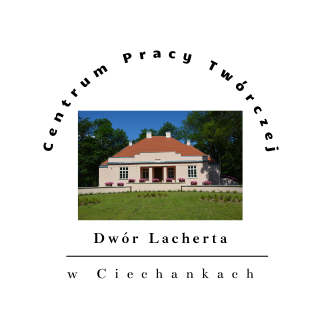 Centrum Pracy Twórczej
Dwór Lacherta
w Ciechankach